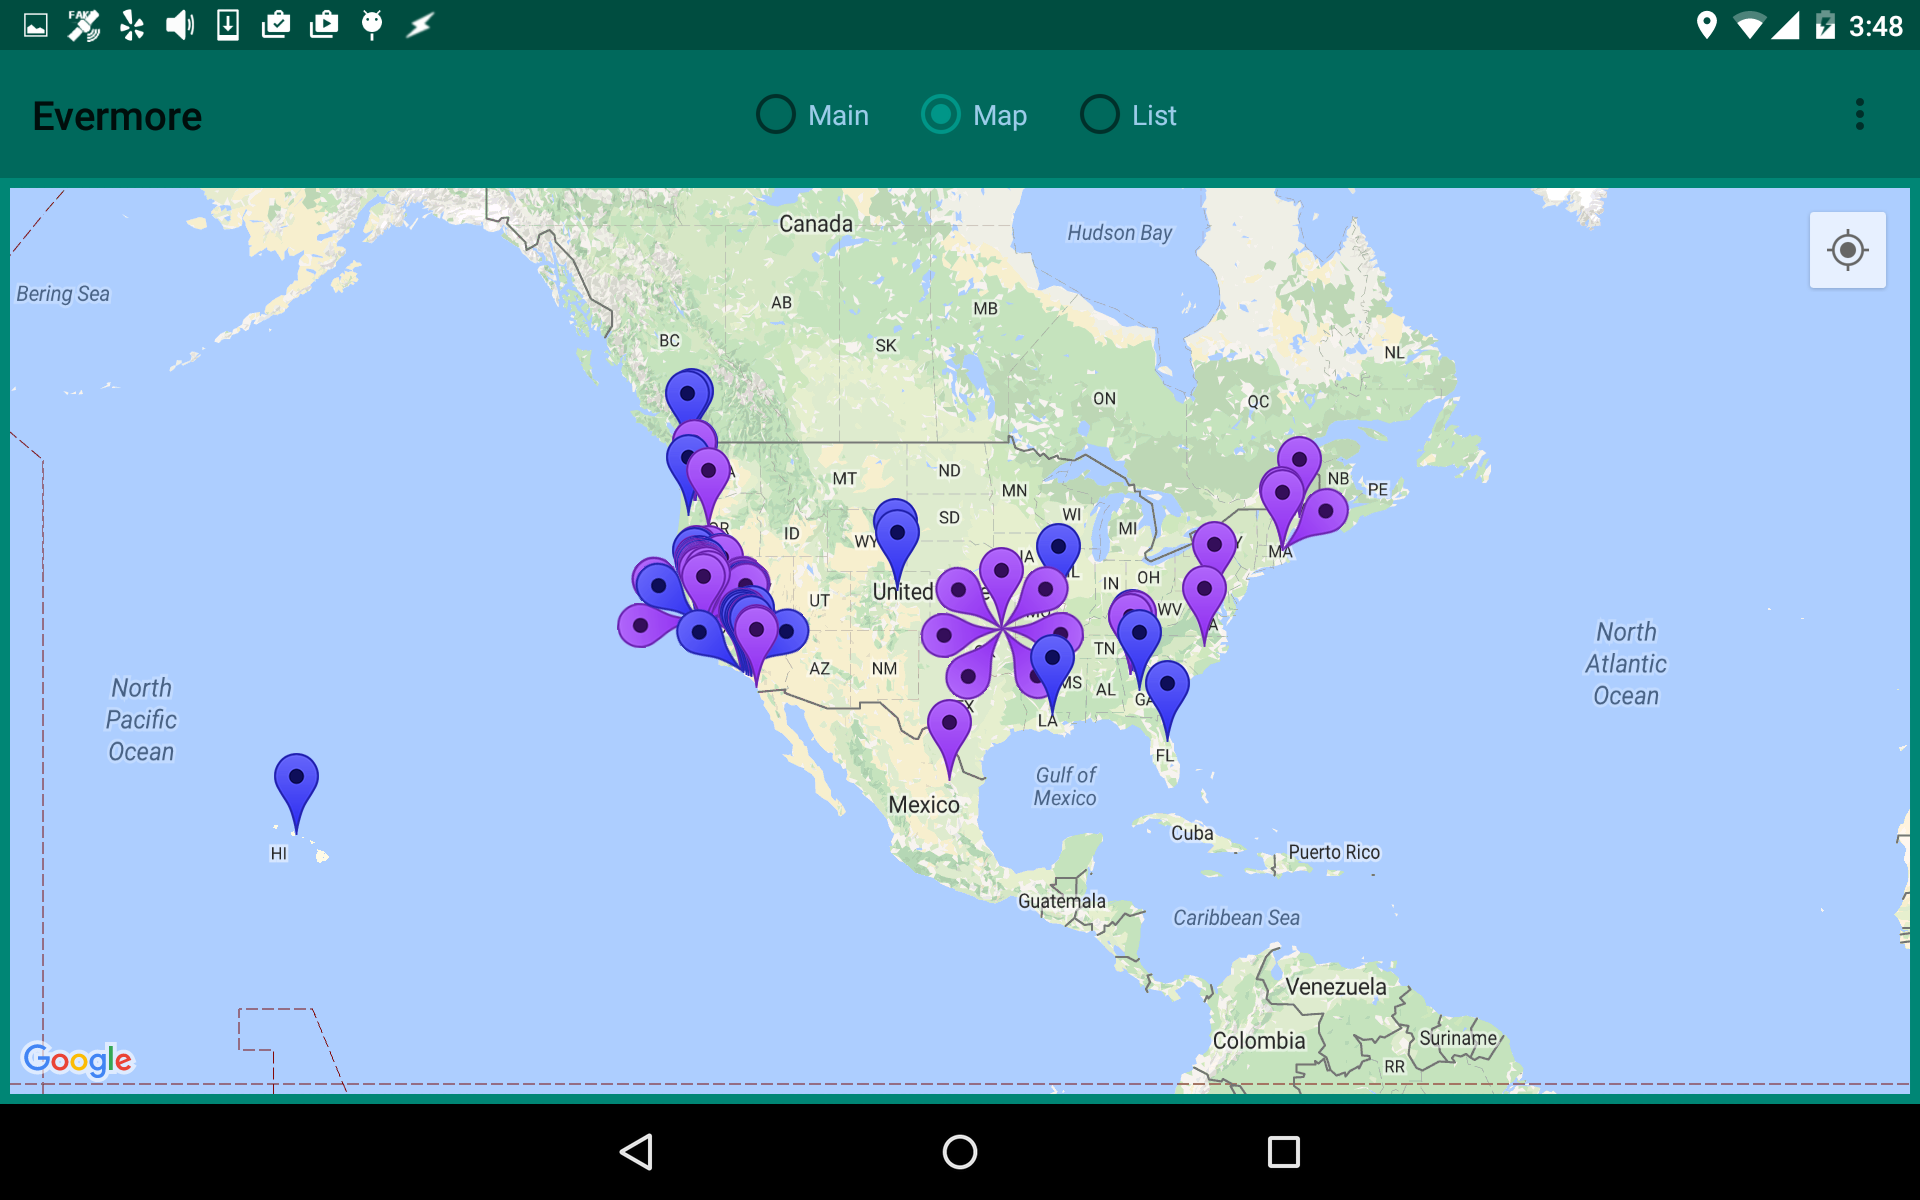 FAKE
3:48
Evermore
Main
Map
List
Canada
Hudson Bay
Bering Sea
AB
MB
BC
SK
NL
ON
QC
MT
ND
MN
NB
PE
SD
WI
MI
ID
WY
IA
MA
IN
OH
UT
United
WV
TN
AZ
NM
MS
AL
GA
LA
FL
North
Pacific
Ocean
North
Atlantic
Ocean
Gulf of
Mexico
Mexico
HI
Cuba
Puerto Rico
Guatemala
Caribbean Sea
Venezuela
Colombia
Suriname
RR
Google